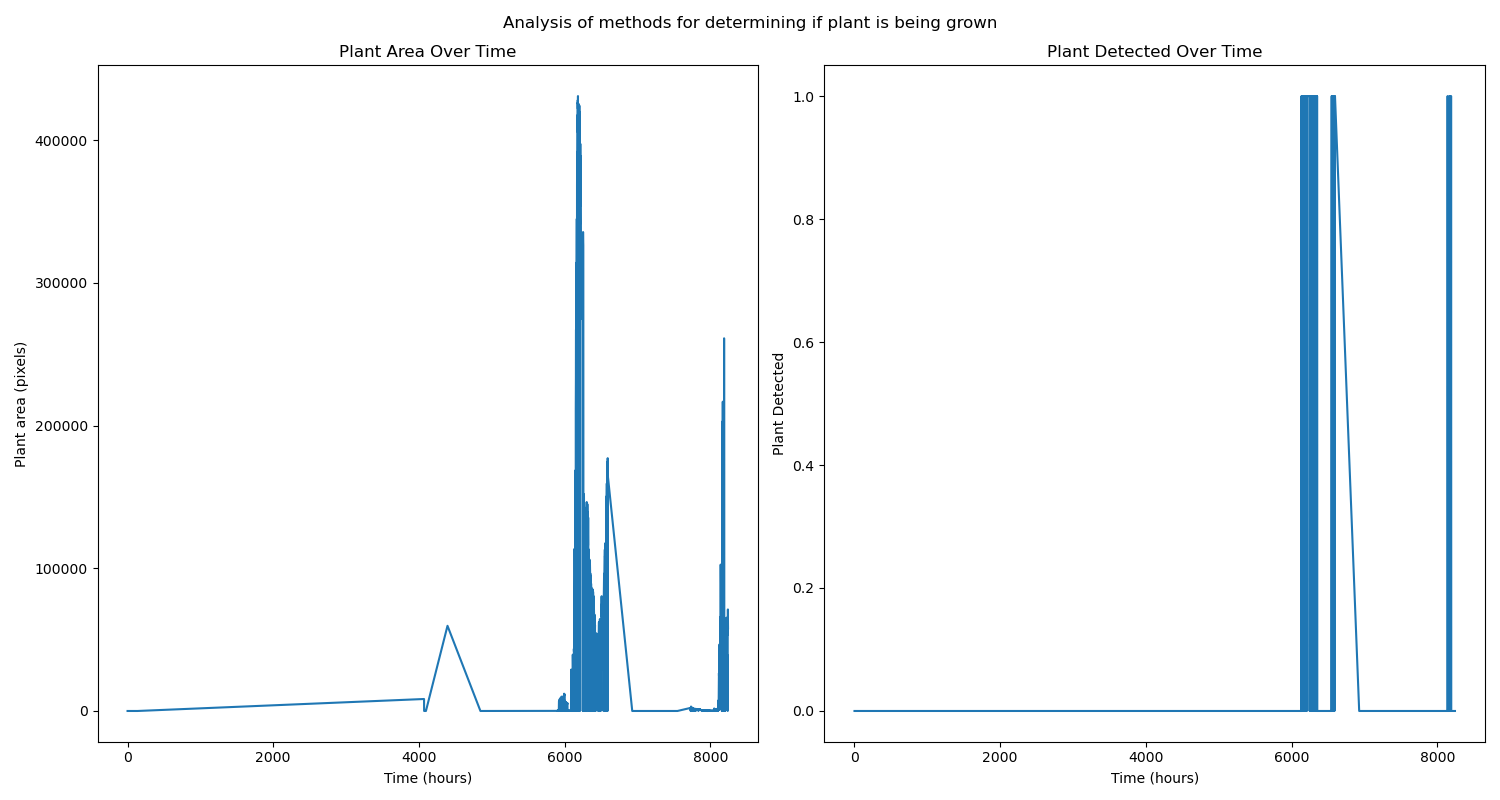 Analysis of methods for determining if plant is being grown
Plant Area Over Time
Plant area (pixels)
400000
300000
200000
100000
0
0 2000 4000 6000 8000
Time (hours)
Plant Detected Over Time
Plant Detected
1.0
0.8
0.6
0.4
0.2
0.0
0 2000 4000 6000 8000
Time (hours)